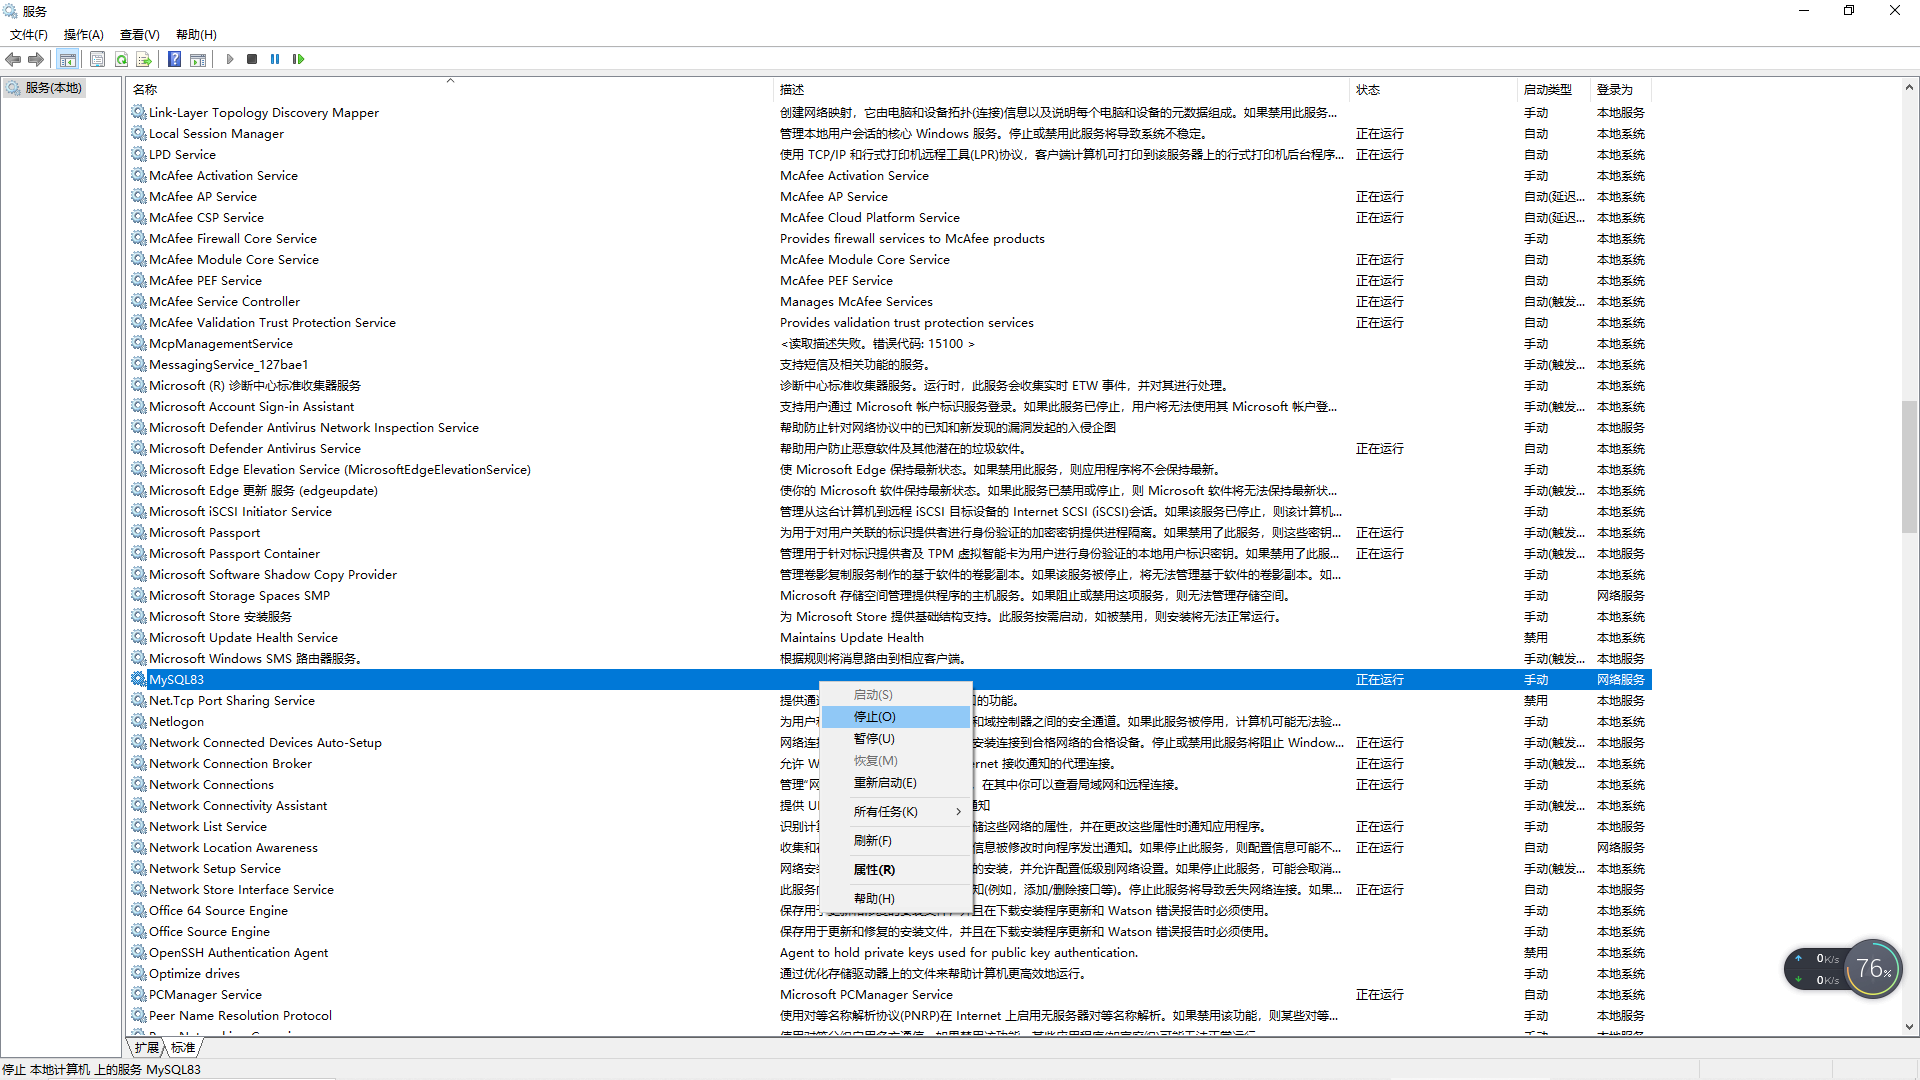 服务
文件(F) 操作(A) 查看(V) 帮助(H)
服务(本地)
名称 描述 状态 启动类型 登录为
Link-Layer Topology Discovery Mapper 创建网络映射，它由电脑和设备拓扑(连接)信息以及说明每个电脑和设备的元数据组成。如果禁用此服务... 手动 本地服务
Local Session Manager 管理本地用户会话的核心 Windows 服务。停止或禁用此服务将导致系统不稳定。 正在运行 自动 本地系统
LPD Service 使用 TCP/IP 和行式打印机远程工具(LPR)协议，客户端计算机可打印到该服务器上的行式打印机后台程序... 正在运行 自动 本地系统
McAfee Activation Service McAfee Activation Service 手动 本地系统
McAfee AP Service McAfee AP Service 正在运行 自动(延迟... 本地系统
McAfee CSP Service McAfee Cloud Platform Service 正在运行 自动(延迟... 本地系统
McAfee Firewall Core Service Provides firewall services to McAfee products 手动 本地系统
McAfee Module Core Service McAfee Module Core Service 正在运行 自动 本地系统
McAfee PEF Service McAfee PEF Service 正在运行 自动 本地系统
McAfee Service Controller Manages McAfee Services 正在运行 自动(触发... 本地系统
McAfee Validation Trust Protection Service Provides validation trust protection services 正在运行 自动 本地系统
McpManagementService <读取描述失败。错误代码: 15100 > 手动 本地系统
MessagingService_127bae1 支持短信及相关功能的服务。 手动(触发... 本地系统
Microsoft (R) 诊断中心标准收集器服务 诊断中心标准收集器服务。运行时，此服务会收集实时 ETW 事件，并对其进行处理。 手动 本地系统
Microsoft Account Sign-in Assistant 支持用户通过 Microsoft 帐户标识服务登录。如果此服务已停止，用户将无法使用其 Microsoft 帐户登... 手动(触发... 本地系统
Microsoft Defender Antivirus Network Inspection Service 帮助防止针对网络协议中的已知和新发现的漏洞发起的入侵企图 手动 本地服务
Microsoft Defender Antivirus Service 帮助用户防止恶意软件及其他潜在的垃圾软件。 正在运行 自动 本地系统
Microsoft Edge Elevation Service (MicrosoftEdgeElevationService) 使 Microsoft Edge 保持最新状态。如果禁用此服务，则应用程序将不会保持最新。 手动 本地系统
Microsoft Edge 更新 服务 (edgeupdate) 使你的 Microsoft 软件保持最新状态。如果此服务已禁用或停止，则 Microsoft 软件将无法保持最新状... 手动(触发... 本地系统
Microsoft iSCSI Initiator Service 管理从这台计算机到远程 iSCSI 目标设备的 Internet SCSI (iSCSI)会话。如果该服务已停止，则该计算机... 手动 本地系统
Microsoft Passport 为用于对用户关联的标识提供者进行身份验证的加密密钥提供进程隔离。如果禁用了此服务，则这些密钥... 正在运行 手动(触发... 本地系统
Microsoft Passport Container 管理用于针对标识提供者及 TPM 虚拟智能卡为用户进行身份验证的本地用户标识密钥。如果禁用了此服... 正在运行 手动(触发... 本地服务
Microsoft Software Shadow Copy Provider 管理卷影复制服务制作的基于软件的卷影副本。如果该服务被停止，将无法管理基于软件的卷影副本。如... 手动 本地系统
Microsoft Storage Spaces SMP Microsoft 存储空间管理提供程序的主机服务。如果阻止或禁用这项服务，则无法管理存储空间。 手动 网络服务
Microsoft Store 安装服务 为 Microsoft Store 提供基础结构支持。此服务按需启动，如被禁用，则安装将无法正常运行。 手动 本地系统
Microsoft Update Health Service Maintains Update Health 禁用 本地系统
Microsoft Windows SMS 路由器服务。 根据规则将消息路由到相应客户端。 手动(触发... 本地服务
MySQL83 正在运行 手动 网络服务
Net.Tcp Port Sharing Service 提供通 的功能。 禁用 本地服务
Netlogon 为用户和 和域控制器之间的安全通道。如果此服务被停用，计算机可能无法验... 手动 本地系统
Network Connected Devices Auto-Setup 网络连 安装连接到合格网络的合格设备。停止或禁用此服务将阻止 Window... 正在运行 手动(触发... 本地服务
Network Connection Broker 允许 W rnet 接收通知的代理连接。 正在运行 手动(触发... 本地系统
Network Connections 管理“网 ，在其中你可以查看局域网和远程连接。 正在运行 手动 本地系统
Network Connectivity Assistant 提供 U 通知 手动(触发... 本地系统
Network List Service 识别计 储这些网络的属性，并在更改这些属性时通知应用程序。 正在运行 手动 本地服务
Network Location Awareness 收集和 信息被修改时向程序发出通知。如果停止此服务，则配置信息可能不... 正在运行 自动 网络服务
Network Setup Service 网络安 的安装，并允许配置低级别网络设置。如果停止此服务，可能会取消... 手动(触发... 本地系统
Network Store Interface Service 此服务 知(例如，添加/删除接口等)。停止此服务将导致丢失网络连接。如果... 正在运行 自动 本地服务
Office 64 Source Engine 保存用于更新和修复的安装文件，并且在下载安装程序更新和 Watson 错误报告时必须使用。 手动 本地系统
Office Source Engine 保存用于更新和修复的安装文件，并且在下载安装程序更新和 Watson 错误报告时必须使用。 手动 本地系统
OpenSSH Authentication Agent Agent to hold private keys used for public key authentication. 禁用 本地系统
Optimize drives 通过优化存储驱动器上的文件来帮助计算机更高效地运行。 手动 本地系统
PCManager Service Microsoft PCManager Service 正在运行 自动 本地系统
Peer Name Resolution Protocol 使用对等名称解析协议(PNRP)在 Internet 上启用无服务器对等名称解析。如果禁用该功能，则某些对等... 手动 本地服务
启动(S)
停止(O)
暂停(U)
恢复(M)
重新启动(E)
所有任务(K)
刷新(F)
属性(R)
帮助(H)
0K/s
0K/s
76%
扩展 标准
停止 本地计算机 上的服务 MySQL83